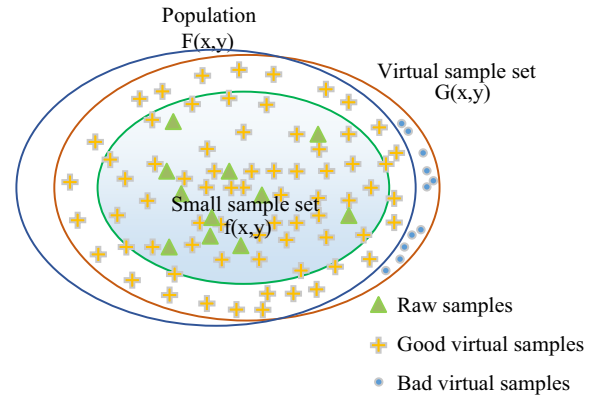 Population
F(x,y)
Virtual sample set
G(x,y)
Small sample set
f(x,y)
Raw samples
Good virtual samples
Bad virtual samples